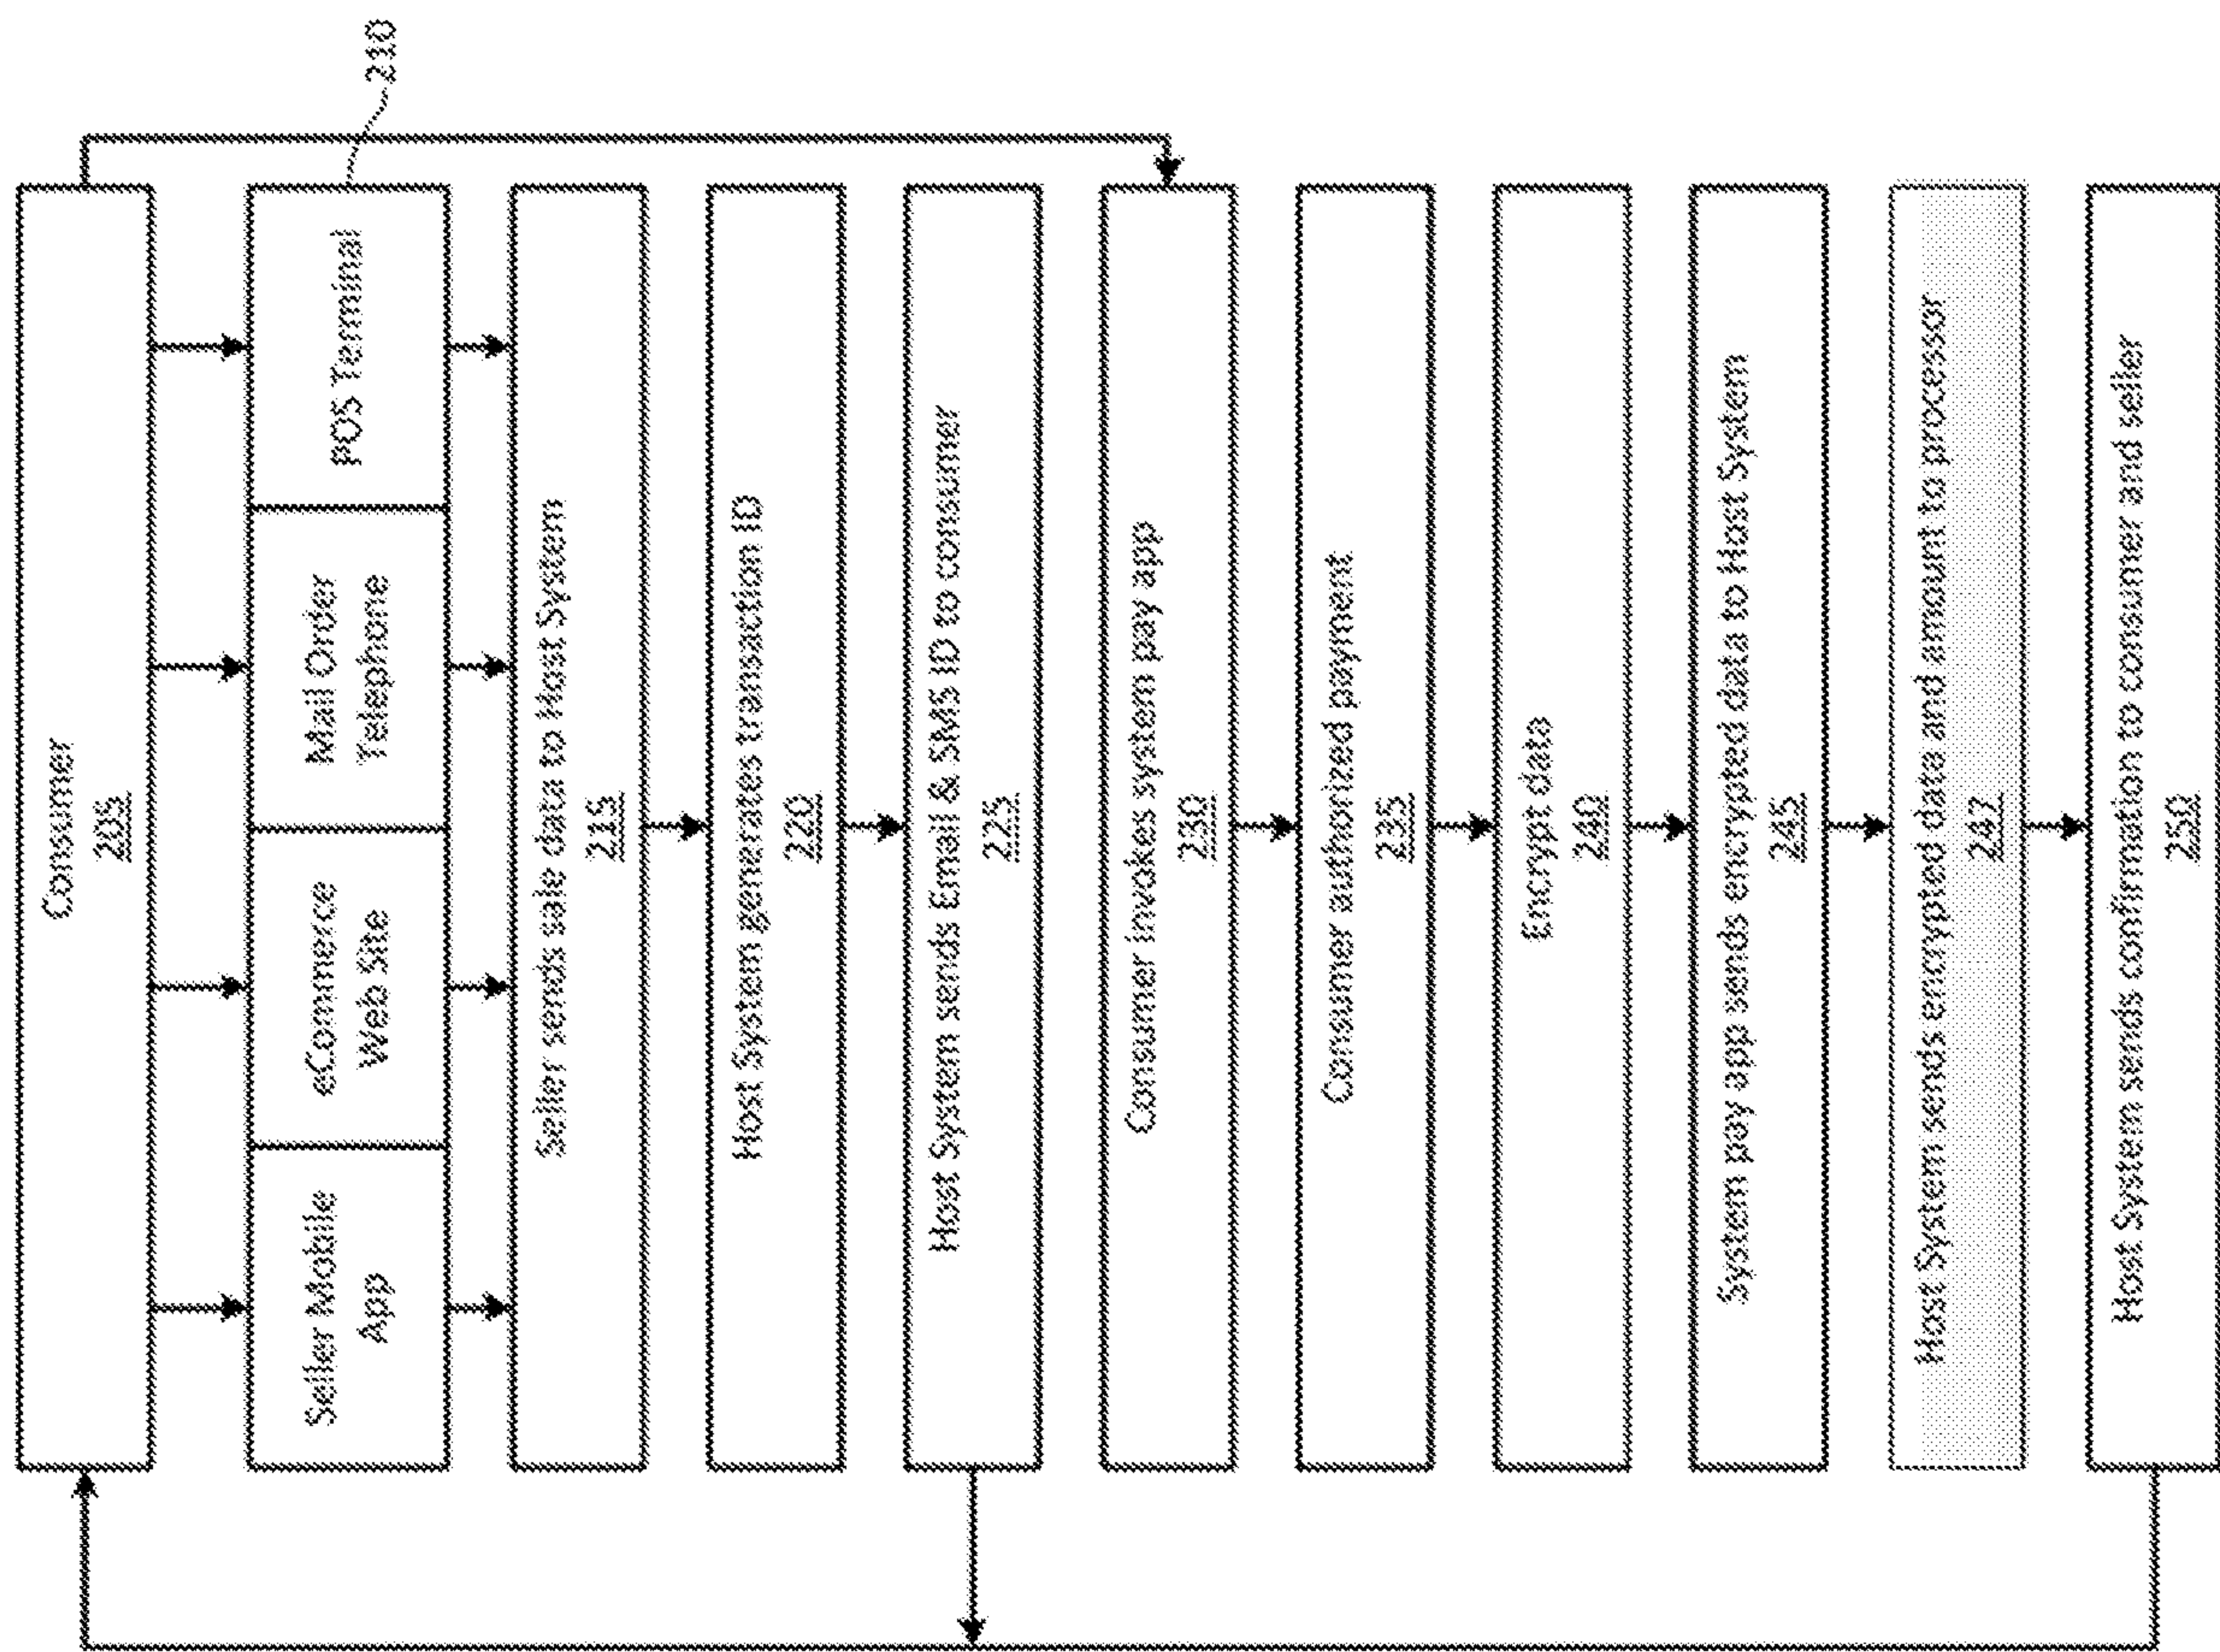 Consumer
205
210
Seller Mobile
App
eCommerce
Web Site
Mail Order
Telephone
POS Terminal
Seller sends sale data to Host System
215
Host System generates transaction ID
220
Host System sends Email & SMS ID to consumer
225
Consumer invokes system pay app
230
Consumer authorized payment
235
Encrypt data
240
System pay app sends encrypted data to Host System
245
Host System sends encrypted data and amount to processor
247
Host System sends confirmation to consumer and seller
250